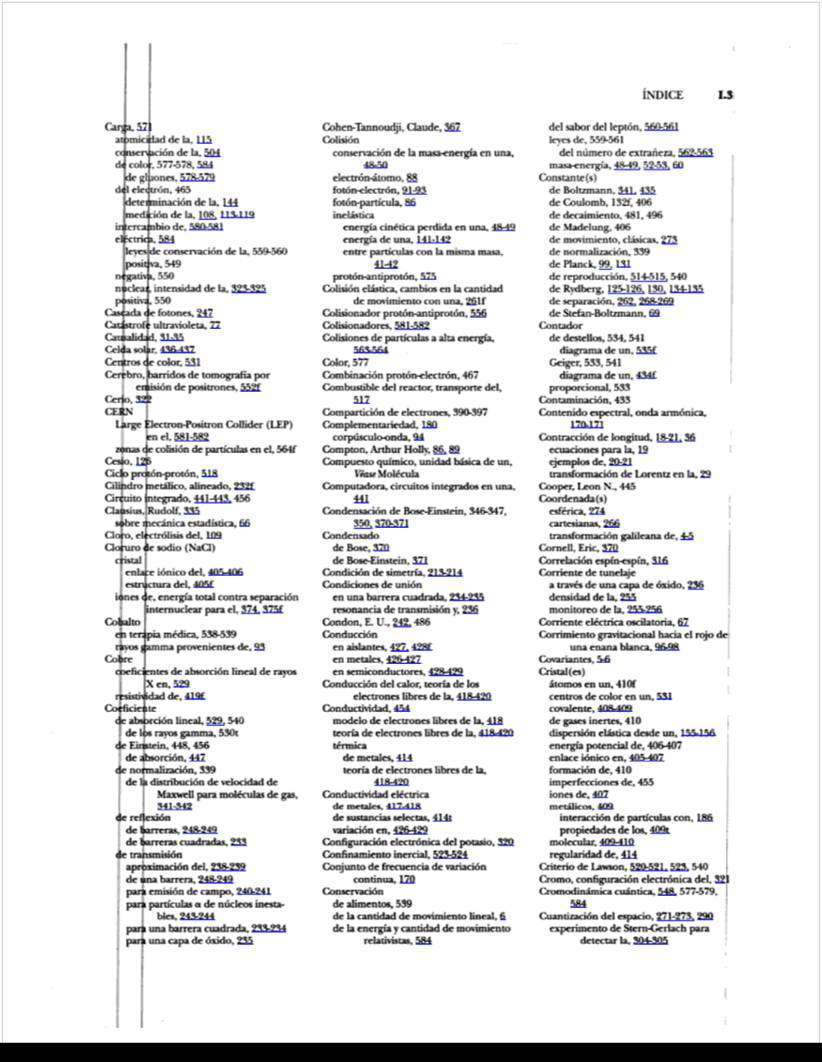 ÍNDICE I.3
Carga, 571
atomicidad de la, 115
conservación de la, 504
de color, 577-578, 584
de gluones, 578-579
del electrón, 465
determinación de la, 144
medición de la, 108, 113-119
intercambio de, 580-581
eléctrica, 584
leyes de conservación de la, 559-560
positiva, 549
negativa, 550
nuclear, intensidad de la, 323-325
positiva, 550
Cascada de fotones, 247
Catástrofe ultravioleta, 77
Causalidad, 31-35
Celda solar, 436-437
Centros de color, 531
Cerebro, barridos de tomografía por
emisión de positrones, 552f
Cerio, 322
CERN
Large Electron-Positron Collider (LEP)
en el, 581-582
zonas de colisión de partículas en el, 564f
Cesio, 126
Ciclo protón-protón, 518
Cilindro metálico, alineado, 232f
Circuito integrado, 441-443, 456
Clausius, Rudolf, 335
sobre mecánica estadística, 66
Cloro, electrólisis del, 109
Cloruro de sodio (NaCl)
cristal
enlace iónico del, 405-406
estructura del, 405f
iones de, energía total contra separación
internuclear para el, 374, 375f
Cobalto
en terapia médica, 538-539
rayos gamma provenientes de, 93
Cobre
coeficientes de absorción lineal de rayos
X en, 529
resistividad de, 419f
Coeficiente
de absorción lineal, 529, 540
de los rayos gamma, 530t
de Einstein, 448, 456
de absorción, 447
de normalización, 339
de la distribución de velocidad de
Maxwell para moléculas de gas,
341-342
de reflexión
de barreras, 248-249
de barreras cuadradas, 233
de transmisión
aproximación del, 238-239
de una barrera, 248-249
para emisión de campo, 240-241
para partículas α de núcleos inesta-
bles, 243-244
para una barrera cuadrada, 233-234
para una capa de óxido, 235
Cohen-Tannoudji, Claude, 367
Colisión
conservación de la masa-energía en una,
48-50
electrón-átomo, 88
fotón-electrón, 91-93
fotón-partícula, 86
inelástica
energía cinética perdida en una, 48-49
energía de una, 141-142
entre partículas con la misma masa,
41-42
protón-antiprotón, 575
Colisión elástica, cambios en la cantidad
de movimiento con una, 261f
Colisionador protón-antiprotón, 556
Colisionadores, 581-582
Colisiones de partículas a alta energía,
563-564
Color, 577
Combinación protón-electrón, 467
Combustible del reactor, transporte del,
517
Compartición de electrones, 390-397
Complementariedad, 180
corpúsculo-onda, 94
Compton, Arthur Holly, 86, 89
Compuesto químico, unidad básica de un,
Véase Molécula
Computadora, circuitos integrados en una,
441
Condensación de Bose-Einstein, 346-347,
350, 370-371
Condensado
de Bose, 370
de Bose-Einstein, 371
Condición de simetría, 213-214
Condiciones de unión
en una barrera cuadrada, 234-235
resonancia de transmisión y, 236
Condon, E. U., 242, 486
Conducción
en aislantes, 427, 428f
en metales, 426-427
en semiconductores, 428-429
Conducción del calor, teoría de los
electrones libres de la, 418-420
Conductividad, 454
modelo de electrones libres de la, 418
teoría de electrones libres de la, 418-420
térmica
de metales, 414
teoría de electrones libres de la,
418-420
Conductividad eléctrica
de metales, 417-418
de sustancias selectas, 414t
variación en, 426-429
Configuración electrónica del potasio, 320
Confinamiento inercial, 523-524
Conjunto de frecuencia de variación
continua, 170
Conservación
de alimentos, 539
de la cantidad de movimiento lineal, 6
de la energía y cantidad de movimiento
relativistas, 584
del sabor del leptón, 560-561
leyes de, 559-561
del número de extrañeza, 562-563
masa-energía, 48-49, 52-53, 60
Constante(s)
de Boltzmann, 341, 435
de Coulomb, 132f, 406
de decaimiento, 481, 496
de Madelung, 406
de movimiento, clásicas, 273
de normalización, 339
de Planck, 99, 131
de reproducción, 514-515, 540
de Rydberg, 125-126, 130, 134-135
de separación, 262, 268-269
de Stefan-Boltzmann, 69
Contador
de destellos, 534, 541
diagrama de un, 535f
Geiger, 533, 541
diagrama de un, 434f
proporcional, 533
Contaminación, 433
Contenido espectral, onda armónica,
170-171
Contracción de longitud, 18-21, 36
ecuaciones para la, 19
ejemplos de, 20-21
transformación de Lorentz en la, 29
Cooper, Leon N., 445
Coordenada(s)
esférica, 274
cartesianas, 266
transformación galileana de, 4-5
Cornell, Eric, 370
Correlación espín-espín, 316
Corriente de tunelaje
a través de una capa de óxido, 236
densidad de la, 255
monitoreo de la, 255-256
Corriente eléctrica oscilatoria, 67
Corrimiento gravitacional hacia el rojo de
una enana blanca, 96-98
Covariantes, 5-6
Cristal(es)
átomos en un, 410f
centros de color en un, 531
covalente, 408-409
de gases inertes, 410
dispersión elástica desde un, 155-156
energía potencial de, 406-407
enlace iónico en, 405-407
formación de, 410
imperfecciones de, 455
iones de, 407
metálicos, 409
interacción de partículas con, 186
propiedades de los, 409t
molecular, 409-410
regularidad de, 414
Criterio de Lawson, 520-521, 523, 540
Cromo, configuración electrónica del, 321
Cromodinámica cuántica, 548, 577-579,
584
Cuantización del espacio, 271-273, 290
experimento de Stern-Gerlach para
detectar la, 304-305